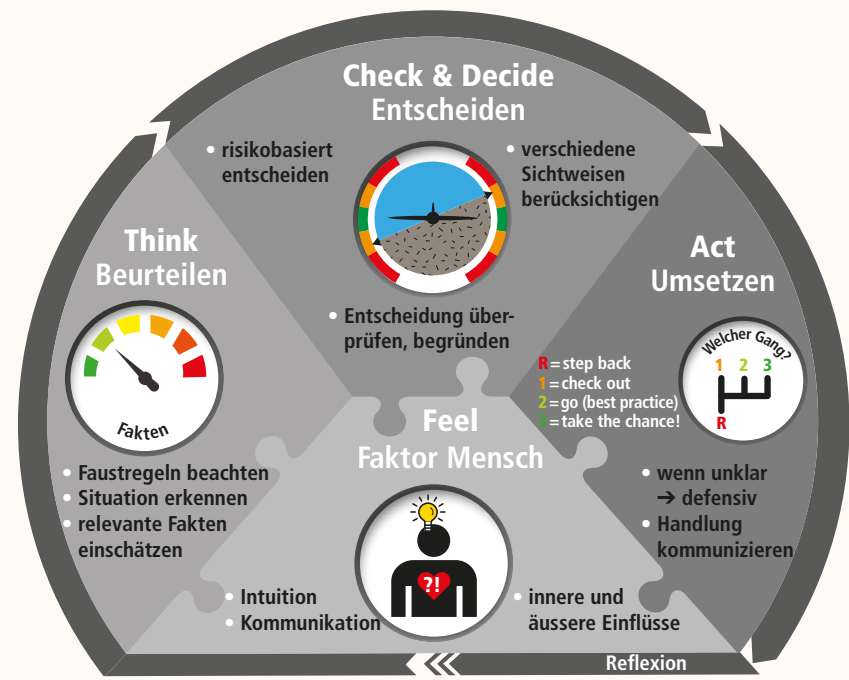 Check & Decide
Entscheiden
• risikobasiert
entscheiden
• verschiedene
Sichtweisen
berücksichtigen
• Entscheidung über-
prüfen, begründen
Think
Beurteilen
Fakten
• Faustregeln beachten
• Situation erkennen
• relevante Fakten
einschätzen
Act
Umsetzen
Welcher Gang?
1 2 3
R
R = step back
1 = check out
2 = go (best practice)
3 = take the chance!
• wenn unklar
➔ defensiv
• Handlung
kommunizieren
Feel
Faktor Mensch
?!
• Intuition
• Kommunikation
• innere und
äussere Einflüsse
Reflexion